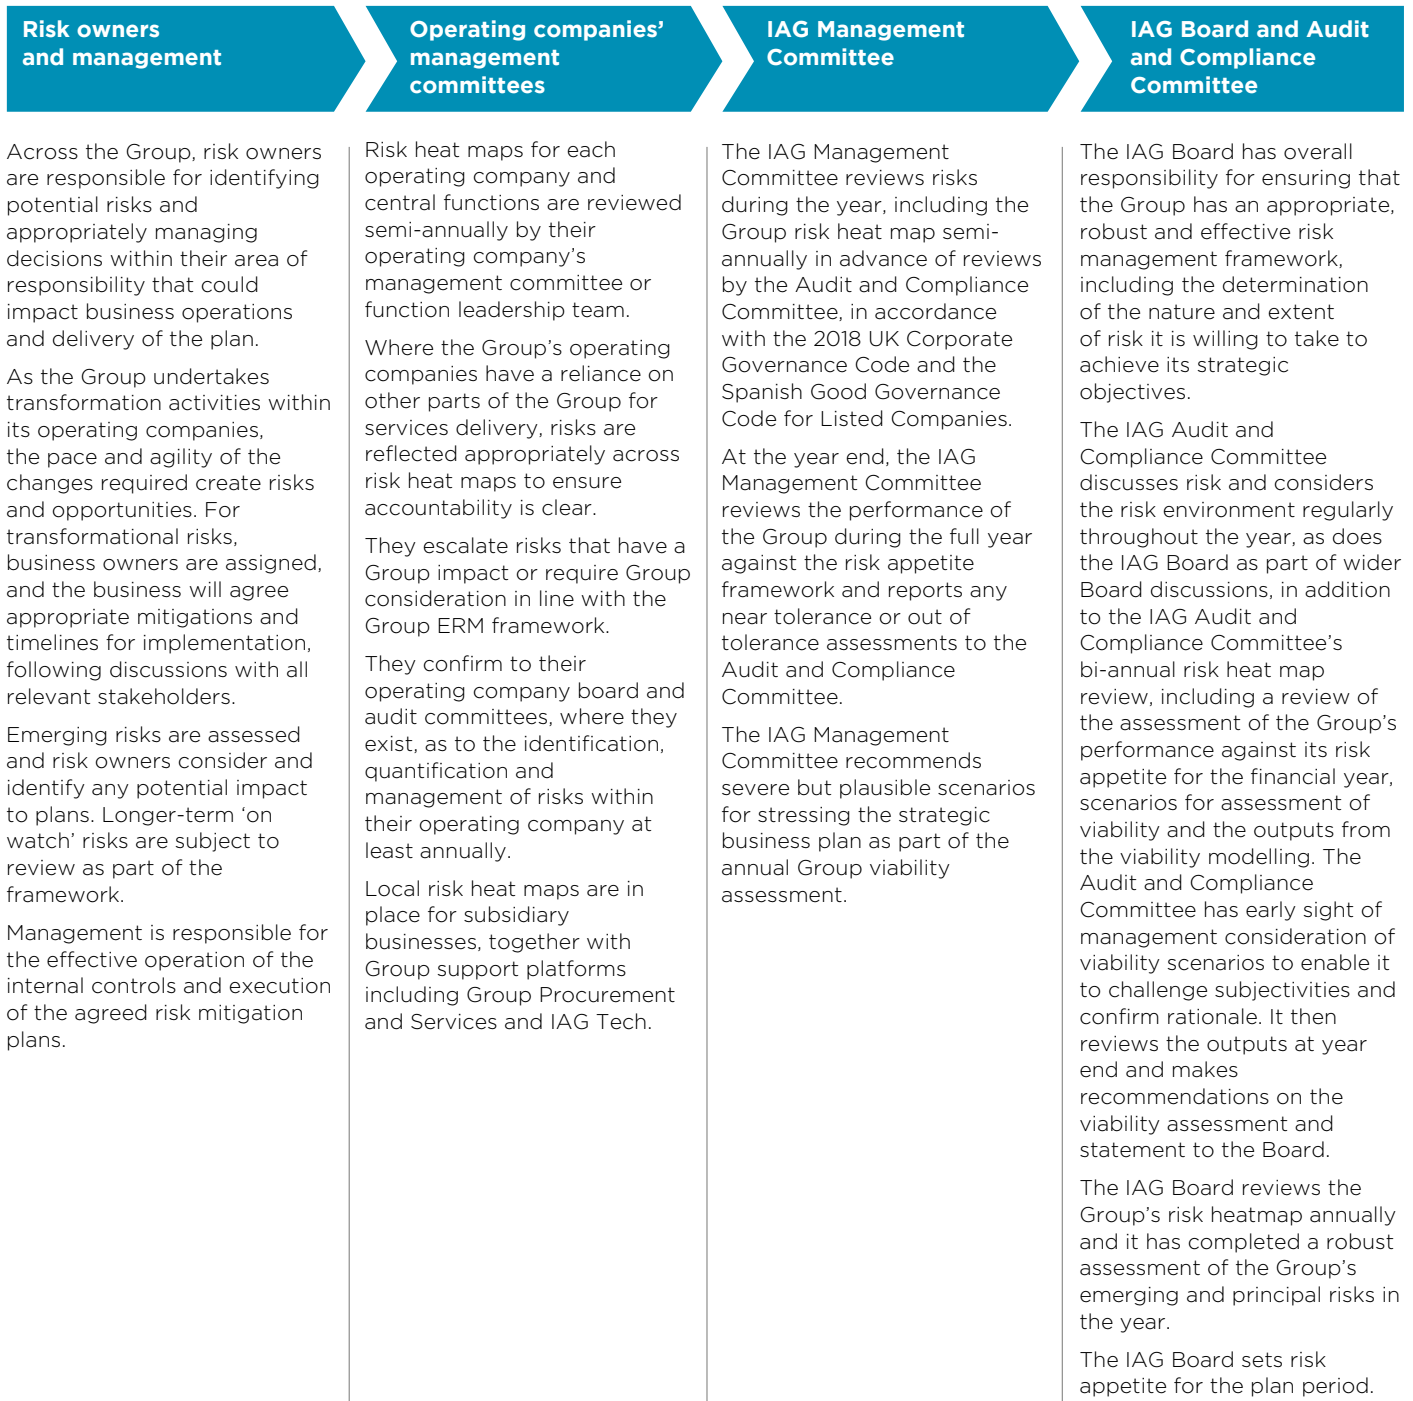 Risk owners
and management
Across the Group, risk owners
are responsible for identifying
potential risks and
appropriately managing
decisions within their area of
responsibility that could
impact business operations
and delivery of the plan.
As the Group undertakes
transformation activities within
its operating companies,
the pace and agility of the
changes required create risks
and opportunities. For
transformational risks,
business owners are assigned,
and the business will agree
appropriate mitigations and
timelines for implementation,
following discussions with all
relevant stakeholders.
Emerging risks are assessed
and risk owners consider and
identify any potential impact
to plans. Longer-term ‘on
watch’ risks are subject to
review as part of the
framework.
Management is responsible for
the effective operation of the
internal controls and execution
of the agreed risk mitigation
plans.
Operating companies’
management
committees
Risk heat maps for each
operating company and
central functions are reviewed
semi-annually by their
operating company’s
management committee or
function leadership team.
Where the Group’s operating
companies have a reliance on
other parts of the Group for
services delivery, risks are
reflected appropriately across
risk heat maps to ensure
accountability is clear.
They escalate risks that have a
Group impact or require Group
consideration in line with the
Group ERM framework.
They confirm to their
operating company board and
audit committees, where they
exist, as to the identification,
quantification and
management of risks within
their operating company at
least annually.
Local risk heat maps are in
place for subsidiary
businesses, together with
Group support platforms
including Group Procurement
and Services and IAG Tech.
IAG Management
Committee
The IAG Management
Committee reviews risks
during the year, including the
Group risk heat map semi-
annually in advance of reviews
by the Audit and Compliance
Committee, in accordance
with the 2018 UK Corporate
Governance Code and the
Spanish Good Governance
Code for Listed Companies.
At the year end, the IAG
Management Committee
reviews the performance of
the Group during the full year
against the risk appetite
framework and reports any
near tolerance or out of
tolerance assessments to the
Audit and Compliance
Committee.
The IAG Management
Committee recommends
severe but plausible scenarios
for stressing the strategic
business plan as part of the
annual Group viability
assessment.
IAG Board and Audit
and Compliance
Committee
The IAG Board has overall
responsibility for ensuring that
the Group has an appropriate,
robust and effective risk
management framework,
including the determination
of the nature and extent
of risk it is willing to take to
achieve its strategic
objectives.
The IAG Audit and
Compliance Committee
discusses risk and considers
the risk environment regularly
throughout the year, as does
the IAG Board as part of wider
Board discussions, in addition
to the IAG Audit and
Compliance Committee’s
bi-annual risk heat map
review, including a review of
the assessment of the Group’s
performance against its risk
appetite for the financial year,
scenarios for assessment of
viability and the outputs from
the viability modelling. The
Audit and Compliance
Committee has early sight of
management consideration of
viability scenarios to enable it
to challenge subjectivities and
confirm rationale. It then
reviews the outputs at year
end and makes
recommendations on the
viability assessment and
statement to the Board.
The IAG Board reviews the
Group’s risk heatmap annually
and it has completed a robust
assessment of the Group’s
emerging and principal risks in
the year.
The IAG Board sets risk
appetite for the plan period.